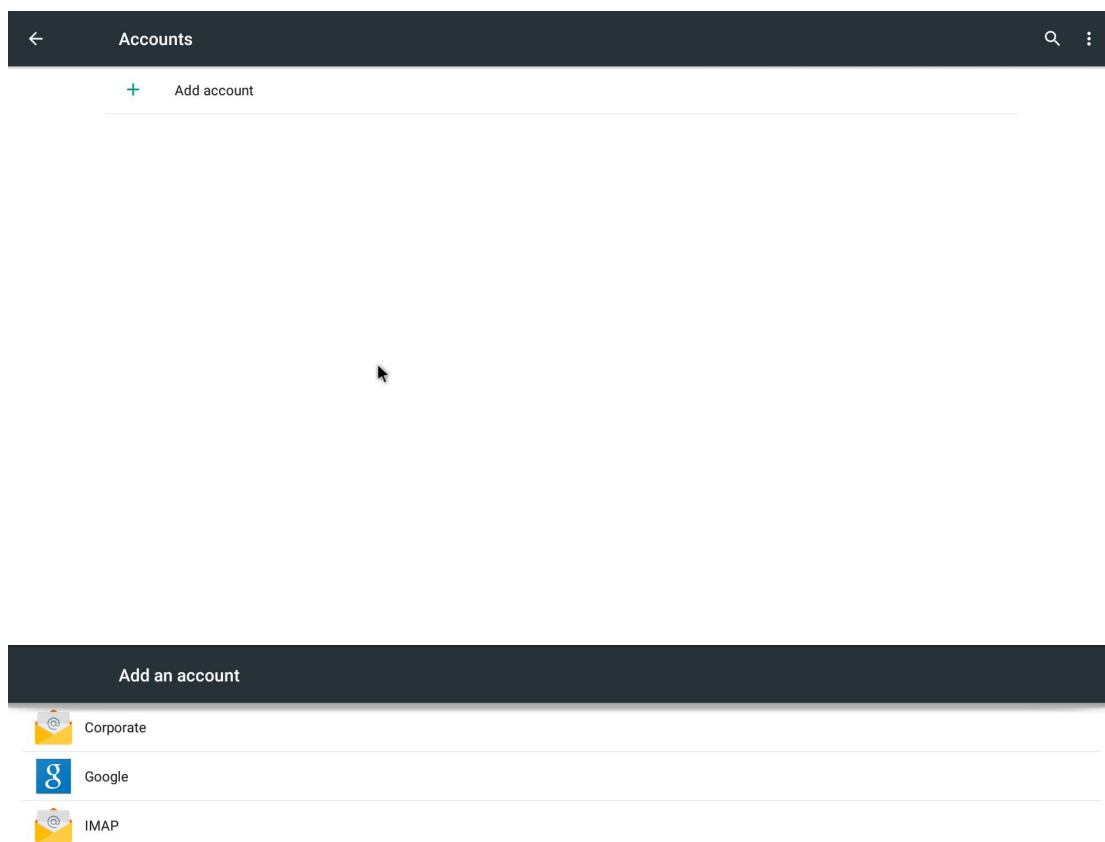 Accounts
Add account
Add an account
@ Corporate
g Google
@ IMAP